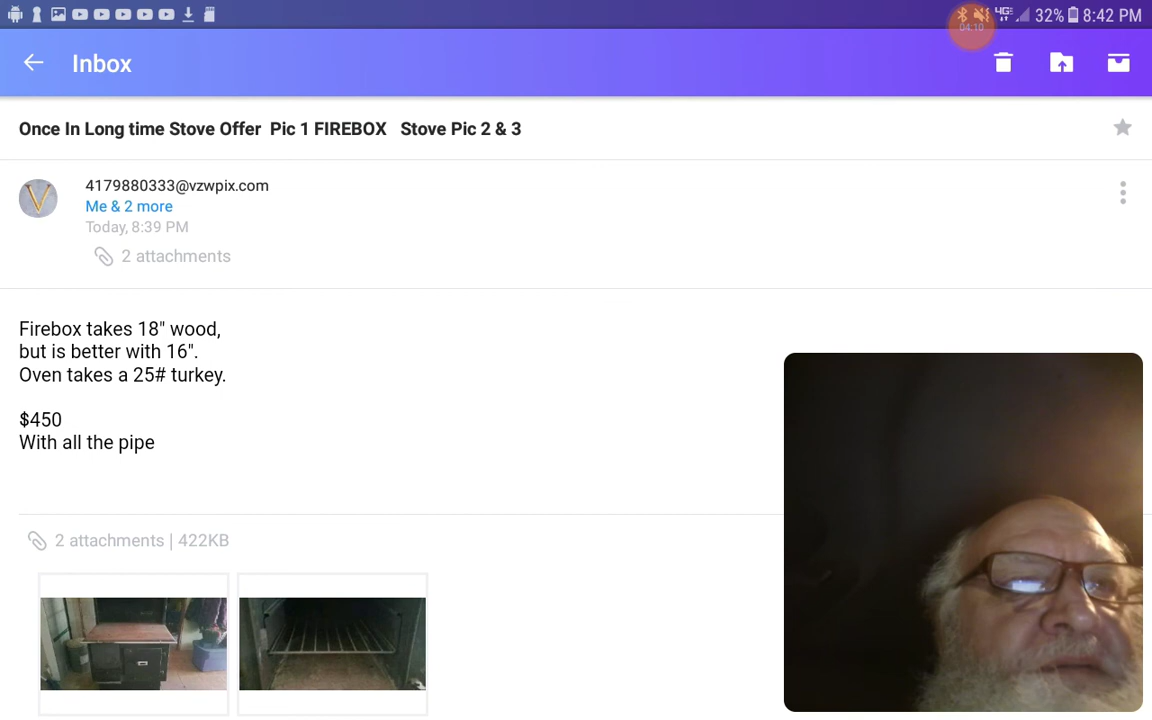 32% 8:42 PM
04:10
Inbox
Once In Long time Stove Offer Pic 1 FIREBOX Stove Pic 2 & 3
4179880333@vzwpix.com
Me & 2 more
Today, 8:39 PM
2 attachments
Firebox takes 18" wood,
but is better with 16".
Oven takes a 25# turkey.
$450
With all the pipe
2 attachments | 422KB